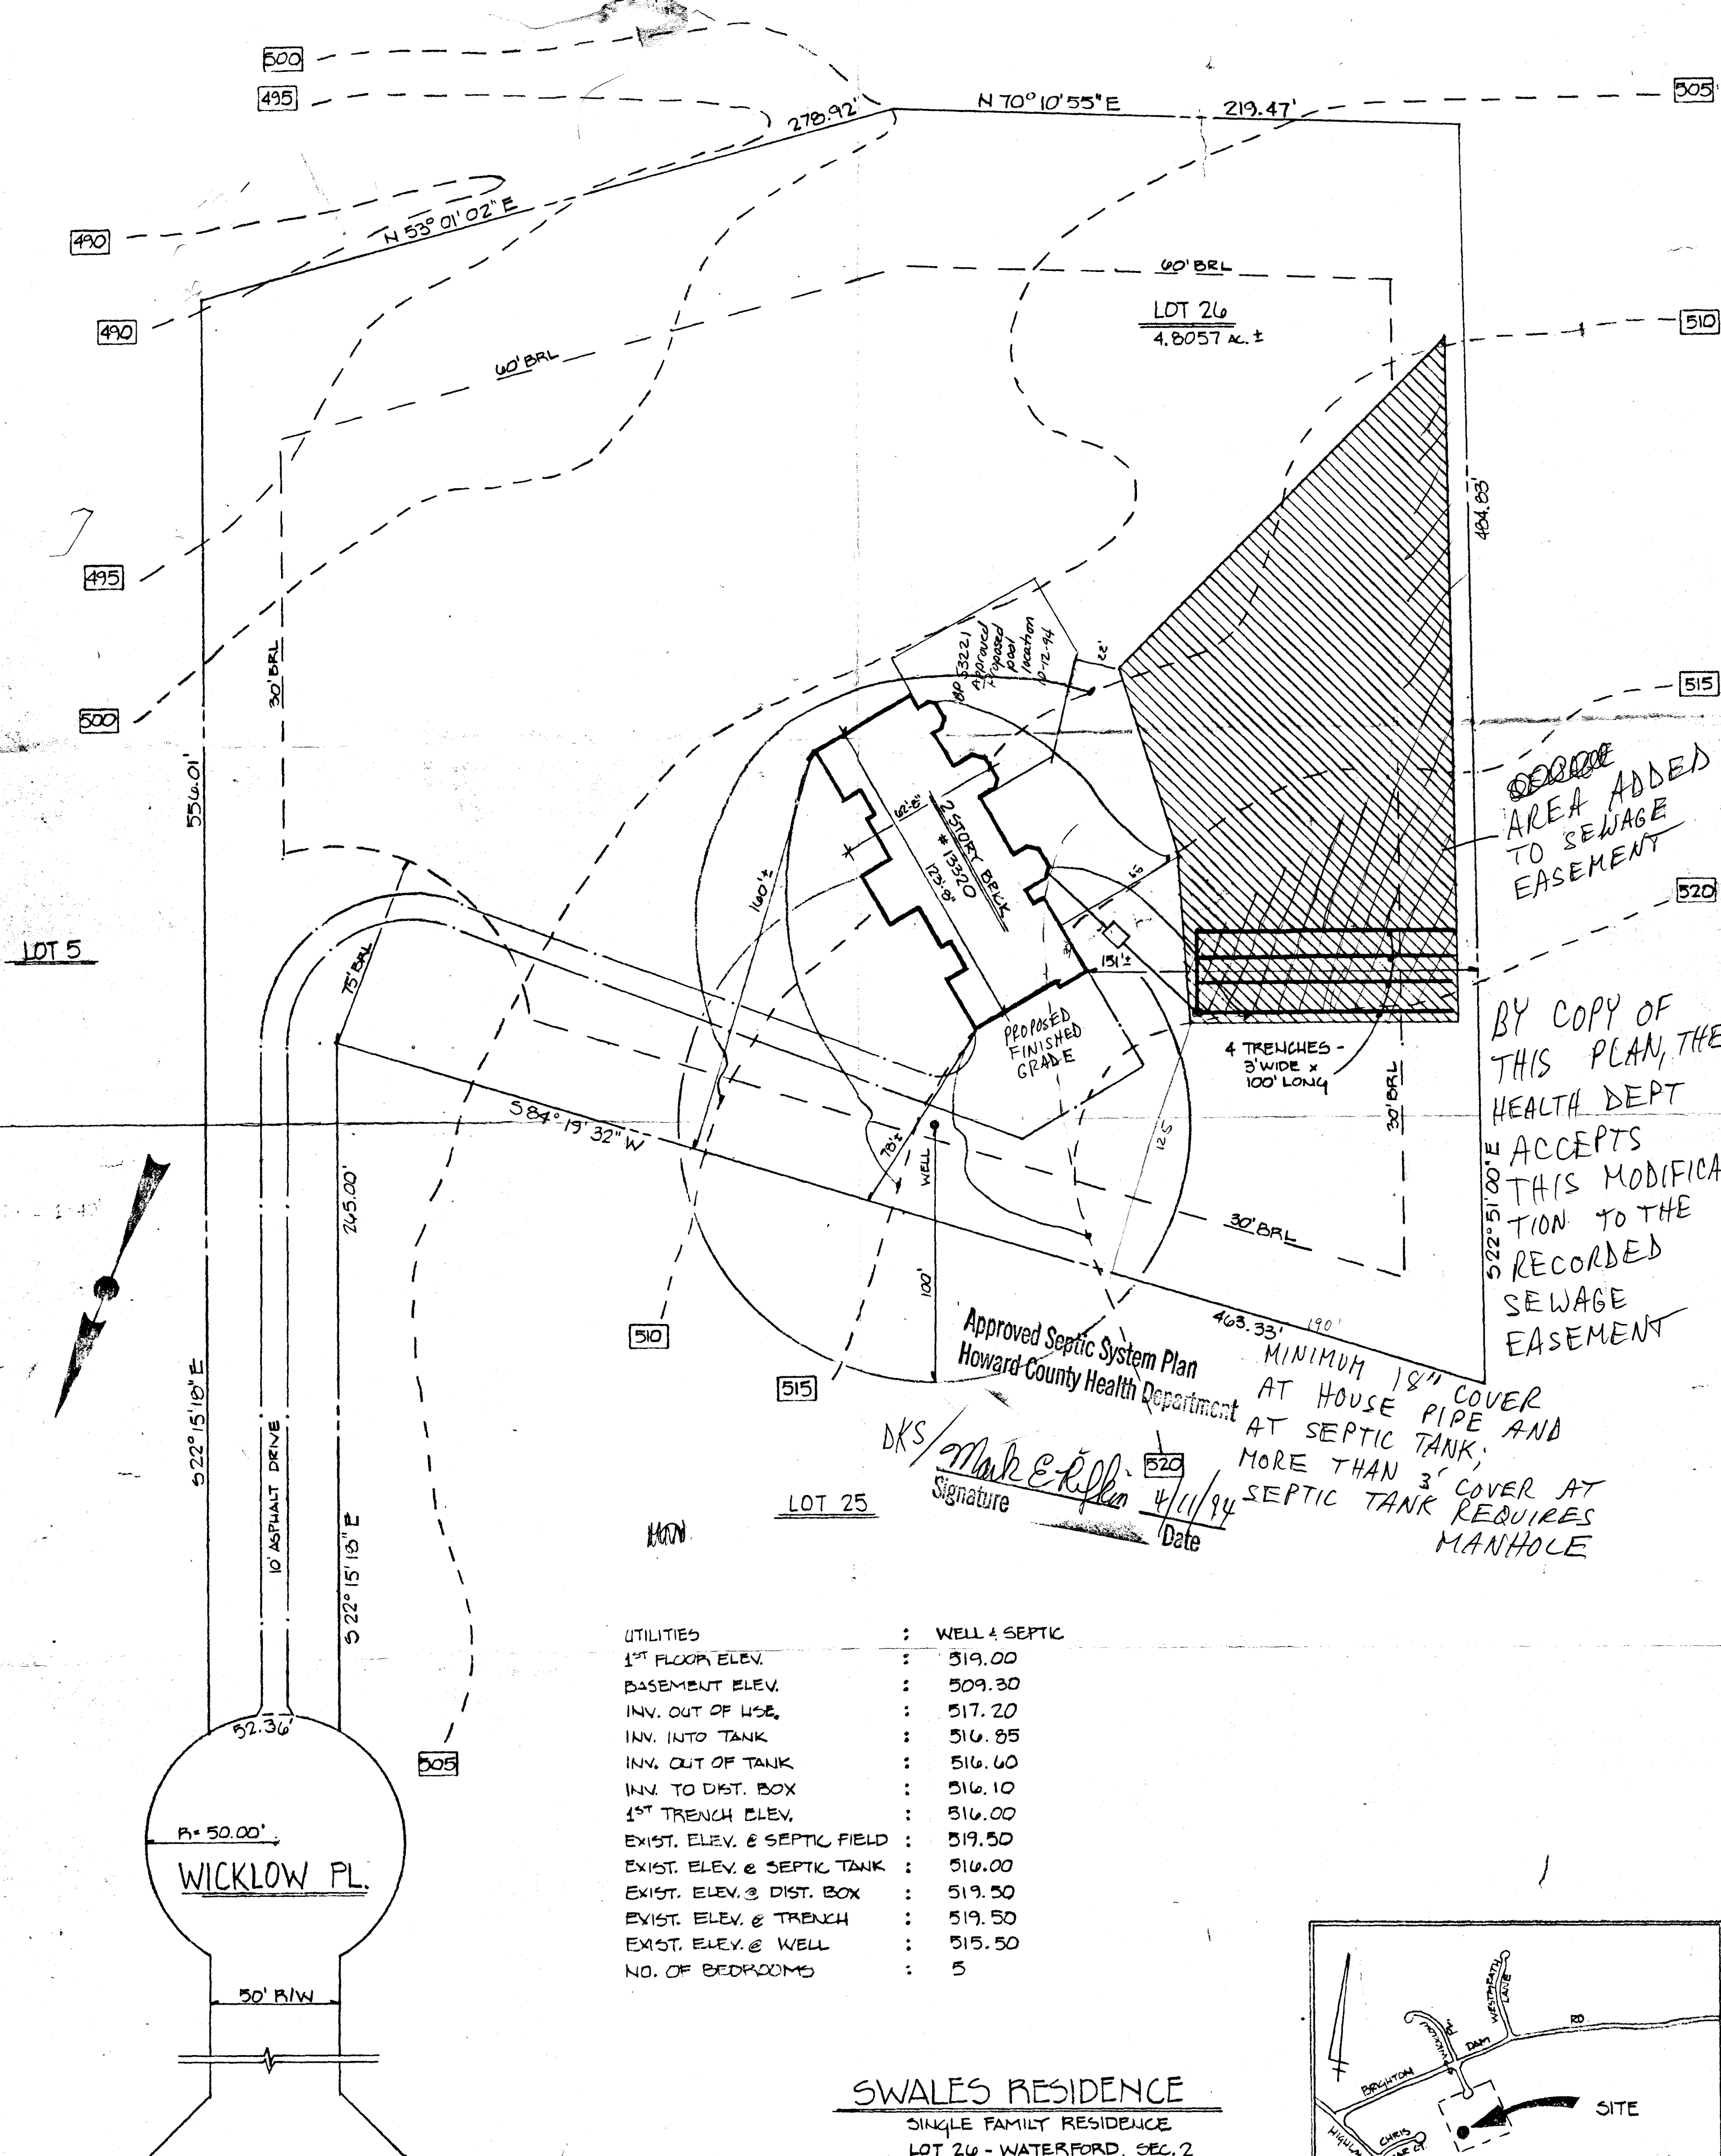 500
495
278.92'
N 70° 10' 55" E
219.47'
505
490
N 53° 01' 02" E
490
60' BRL
60' BRL
LOT 26
4.8057 AC. ±
510
484.83'
495
500
30' BRL
556.01'
BP 53221
Approved
Proposed
pool
location
22'
515
AREA ADDED
TO SEWAGE
EASEMENT
520
62'-8"
2 STORY BRICK
# 13320
123'-8"
160'±
65
151'±
LOT 5
75' BRL
PROPOSED
FINISHED
GRADE
4 TRENCHES -
3' WIDE x
100' LONG
BY COPY OF
THIS PLAN, THE
HEALTH DEPT
ACCEPTS
THIS MODIFICA
TION TO THE
RECORDED
SEWAGE
EASEMENT
30' BRL
S 84° 19' 32" W
78'±
WELL
125
S 22° 51' 00" E
265.00'
30' BRL
100'
463.33'
190'
510
515
Approved Septic System Plan
Howard County Health Department
MINIMUM 18" COVER
AT HOUSE PIPE AND
AT SEPTIC TANK;
MORE THAN 3' COVER AT
SEPTIC TANK REQUIRES
MANHOLE
DKS/ Mark E Rifkin
520
4/11/94
Signature
Date
LOT 25
S 22° 15' 18" E
10' ASPHALT DRIVE
S 22° 15' 18" E
52.36'
505
R= 50.00'
WICKLOW PL.
50' R/W
UTILITIES : WELL & SEPTIC
1ST FLOOR ELEV. : 519.00
BASEMENT ELEV. : 509.30
INV. OUT OF HSE. : 517.20
INV. INTO TANK : 516.85
INV. OUT OF TANK : 516.60
INV. TO DIST. BOX : 516.10
1ST TRENCH ELEV. : 516.00
EXIST. ELEV. @ SEPTIC FIELD : 519.50
EXIST. ELEV. @ SEPTIC TANK : 516.00
EXIST. ELEV. @ DIST. BOX : 519.50
EXIST. ELEV. @ TRENCH : 519.50
EXIST. ELEV. @ WELL : 515.50
NO. OF BEDROOMS : 5
WESTMEATH
LANE
WICKLOW
PL.
BRIGHTON
DAM
RD
SITE
CHRIS
SWALES RESIDENCE
SINGLE FAMILY RESIDENCE
LOT 26 - WATERFORD, SEC. 2